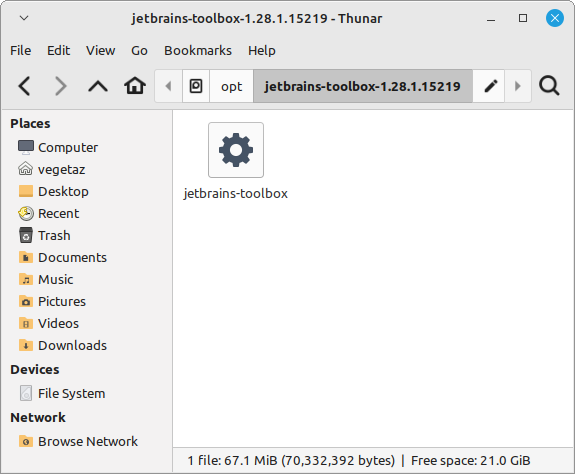 jetbrains-toolbox-1.28.1.15219 - Thunar
File Edit View Go Bookmarks Help
opt jetbrains-toolbox-1.28.1.15219
Places
Computer
vegetaz
Desktop
Recent
Trash
Documents
Music
Pictures
Videos
Downloads
Devices
File System
Network
Browse Network
jetbrains-toolbox
1 file: 67.1 MiB (70,332,392 bytes) | Free space: 21.0 GiB